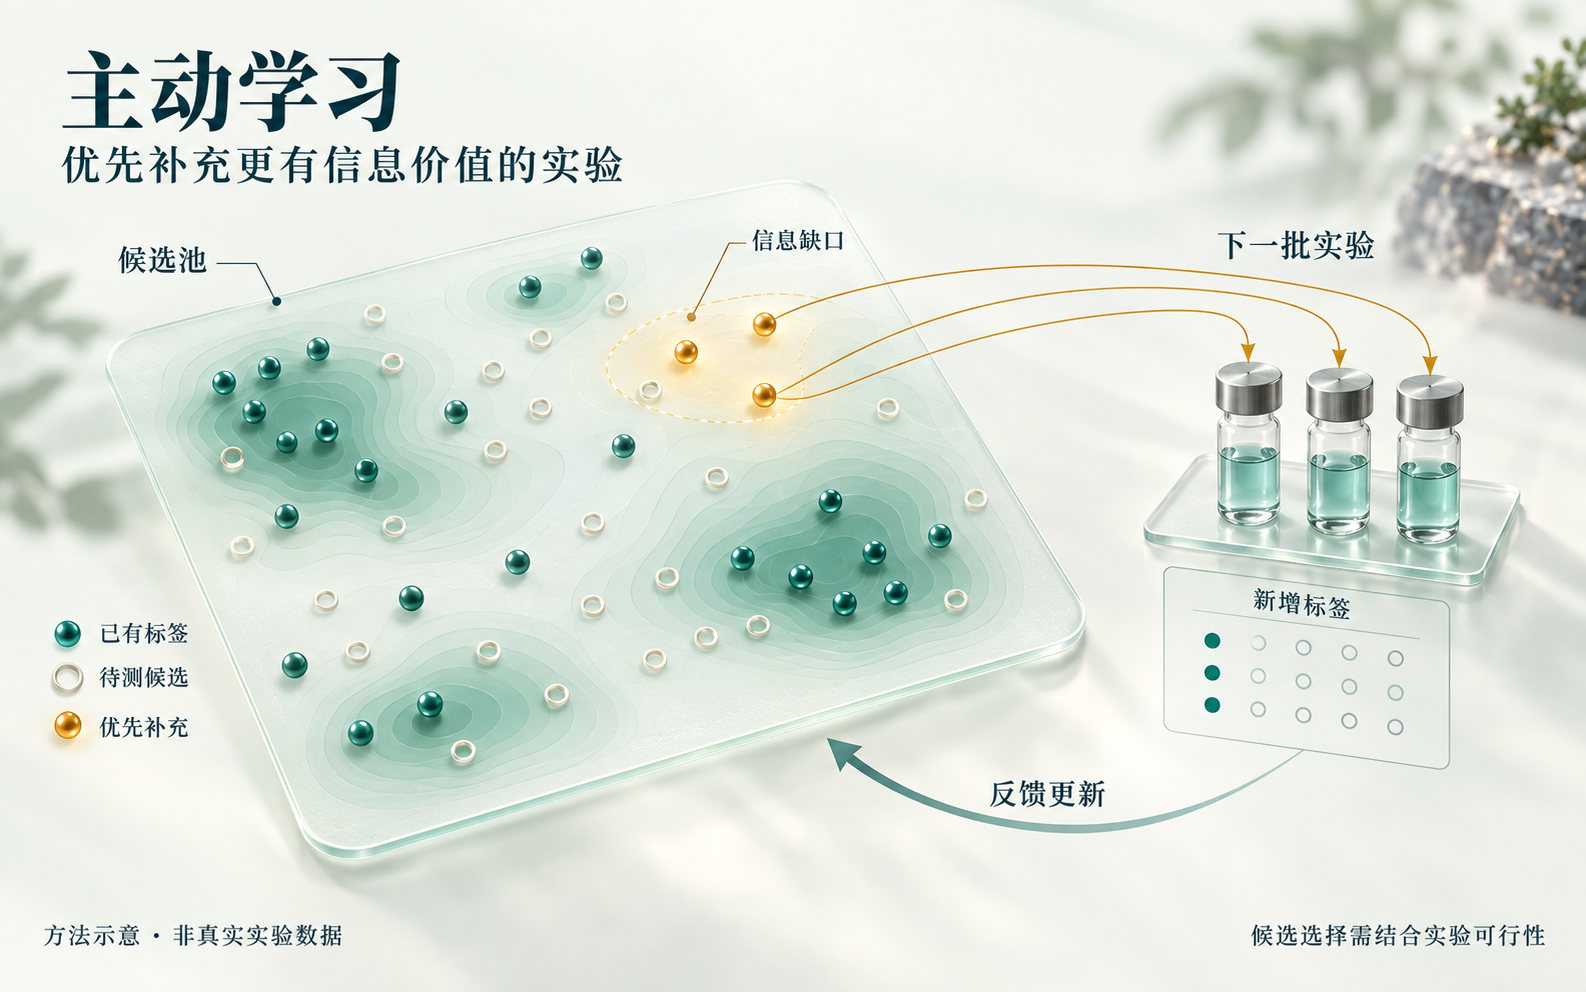 主动学习
优先补充更有信息价值的实验
候选池
信息缺口
下一批实验
已有标签
待测候选
优先补充
新增标签
反馈更新
方法示意·非真实实验数据
候选选择需结合实验可行性